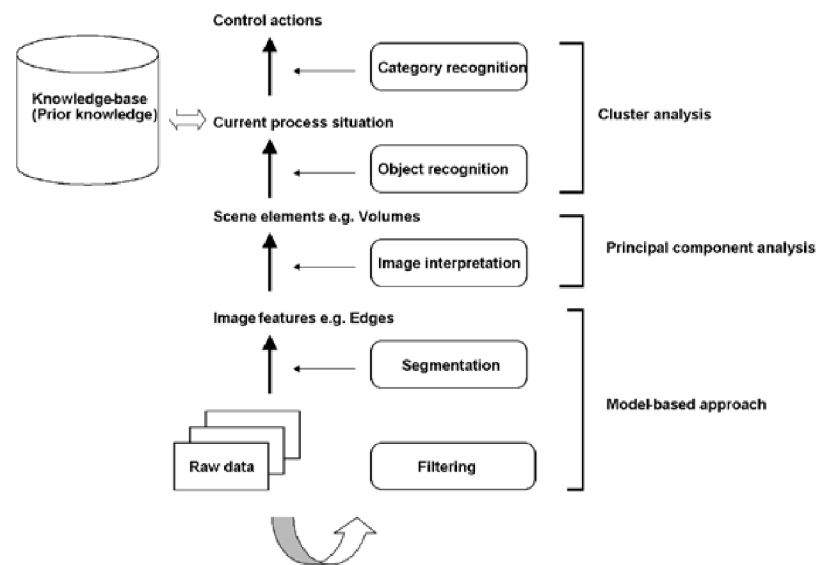 Control actions
Category recognition
Knowledge-base
(Prior knowledge)
Cluster analysis
Current process situation
Object recognition
Scene elements e.g. Volumes
Principal component analysis
Image interpretation
Image features e.g. Edges
Segmentation
Model-based approach
Raw data
Filtering